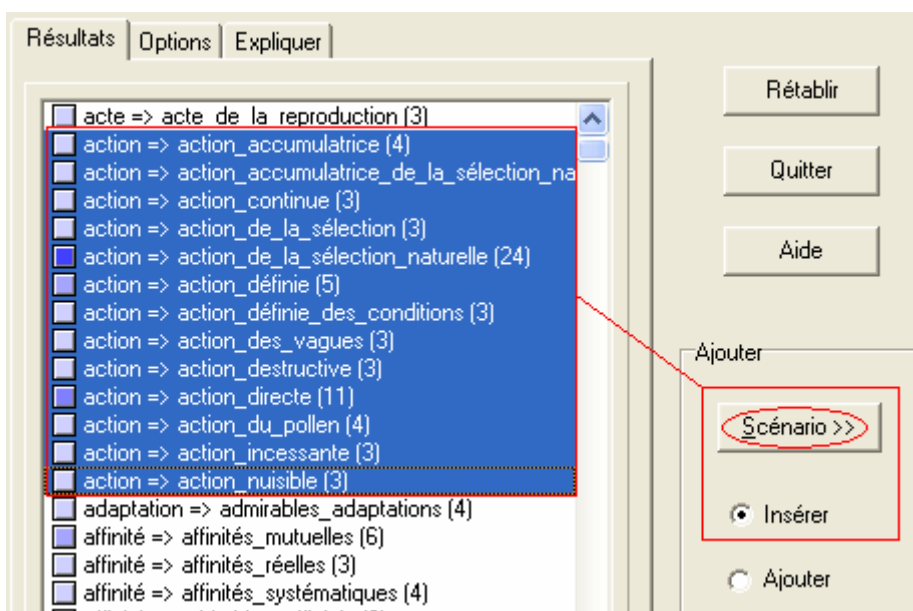 Résultats Options Expliquer
acte => acte_de_la_reproduction (3)
action => action_accumulatrice (4)
action => action_accumulatrice_de_la_sélection_na
action => action_continue (3)
action => action_de_la_sélection (3)
action => action_de_la_sélection_naturelle (24)
action => action_définie (5)
action => action_définie_des_conditions (3)
action => action_des_vagues (3)
action => action_destructive (3)
action => action_directe (11)
action => action_du_pollen (4)
action => action_incessante (3)
action => action_nuisible (3)
adaptation => admirables_adaptations (4)
affinité => affinités_mutuelles (6)
affinité => affinités_réelles (3)
affinité => affinités_systématiques (4)
Rétablir
Quitter
Aide
Ajouter
Scénario >>
Insérer
Ajouter